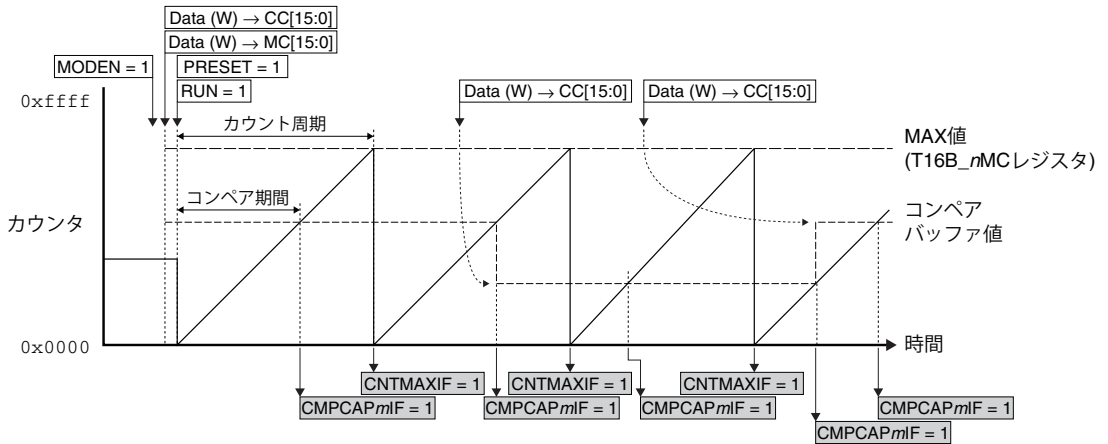 Data (W) → CC[15:0]
Data (W) → MC[15:0]
MODEN = 1
PRESET = 1
RUN = 1
Data (W) → CC[15:0]
Data (W) → CC[15:0]
0xffff
カウント周期
MAX値
(T16B_nMCレジスタ)
コンペア期間
カウンタ
コンペア
バッファ値
0x0000
時間
CNTMAXIF = 1
CNTMAXIF = 1
CNTMAXIF = 1
CMPCAPmIF = 1
CMPCAPmIF = 1
CMPCAPmIF = 1
CMPCAPmIF = 1
CMPCAPmIF = 1